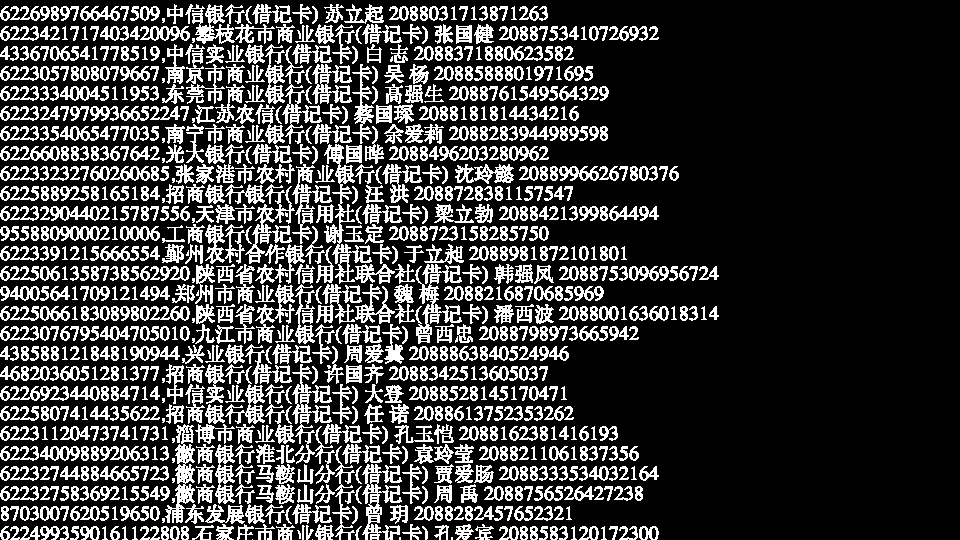 6226989766467509,中信银行(借记卡) 苏立起 2088031713871263
6223421717403420096,攀枝花市商业银行(借记卡) 张国健 2088753410726932
4336706541778519,中信实业银行(借记卡) 白 志 2088371880623582
6223057808079667,南京市商业银行(借记卡) 吴 杨 2088588801971695
6223334004511953,东莞市商业银行(借记卡) 高强生 2088761549564329
6223247979936652247,江苏农信(借记卡) 蔡国琛 2088181814434216
6223354065477035,南宁市商业银行(借记卡) 余爱莉 2088283944989598
6226608838367642,光大银行(借记卡) 傅国晔 2088496203280962
62233232760260685,张家港市农村商业银行(借记卡) 沈玲懿 2088996626780376
6225889258165184,招商银行银行(借记卡) 汪 洪 2088728381157547
6223290440215787556,天津市农村信用社(借记卡) 梁立勃 2088421399864494
9558809000210006,工商银行(借记卡) 谢玉定 2088723158285750
6223391215666554,鄞州农村合作银行(借记卡) 于立昶 2088981872101801
6225061358738562920,陕西省农村信用社联合社(借记卡) 韩强凤 2088753096956724
94005641709121494,郑州市商业银行(借记卡) 魏 梅 2088216870685969
6225066183089802260,陕西省农村信用社联合社(借记卡) 潘西波 2088001636018314
6223076795404705010,九江市商业银行(借记卡) 曾西忠 2088798973665942
438588121848190944,兴业银行(借记卡) 周爱冀 2088863840524946
4682036051281377,招商银行(借记卡) 许国齐 2088342513605037
6226923440884714,中信实业银行(借记卡) 大登 2088528145170471
6225807414435622,招商银行银行(借记卡) 任 诺 2088613752353262
62231120473741731,淄博市商业银行(借记卡) 孔玉恺 2088162381416193
62234009889206313,徽商银行淮北分行(借记卡) 袁玲莹 2088211061837356
62232744884665723,徽商银行马鞍山分行(借记卡) 贾爱肠 2088333534032164
62232758369215549,徽商银行马鞍山分行(借记卡) 周 禹 2088756526427238
8703007620519650,浦东发展银行(借记卡) 曾 玥 2088282457652321
6224993590161122808,石家庄市商业银行(借记卡) 孔爱宾 2088583120172300